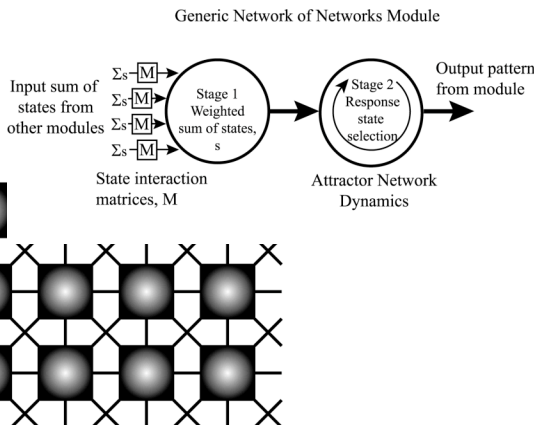 Generic Network of Networks Module
Input sum of
states from
other modules
Σs M
Σs M
Σs M
Σs M
Stage 1
Weighted
sum of states,
s
Stage 2
Response
state
selection
Output pattern
from module
State interaction
matrices, M
Attractor Network
Dynamics